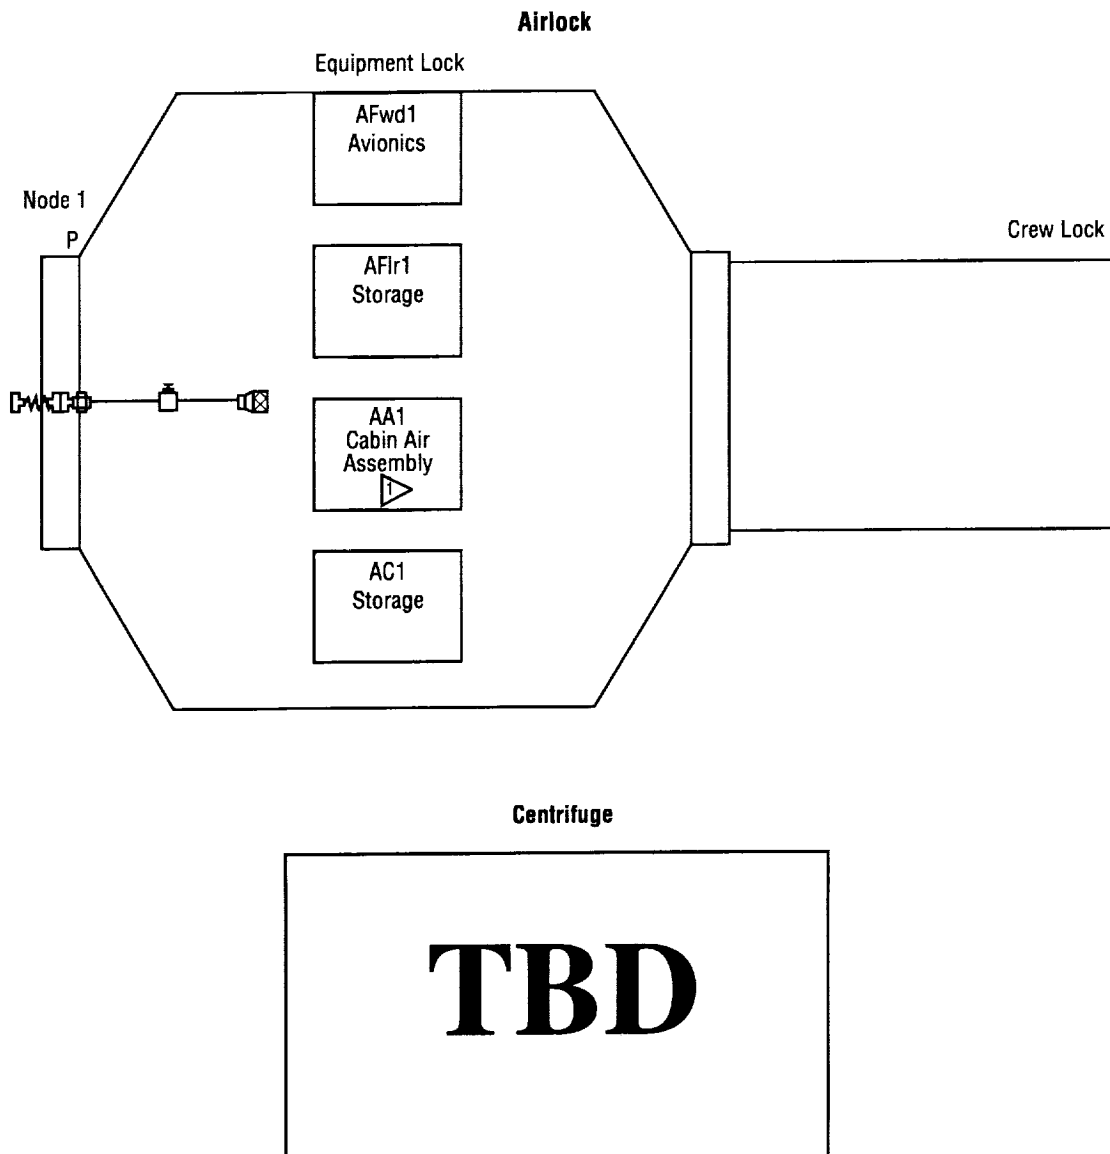 Airlock
Equipment Lock
AFwd1
Avionics
Node 1
P
Crew Lock
AFlr1
Storage
AA1
Cabin Air
Assembly
1
AC1
Storage
Centrifuge
TBD